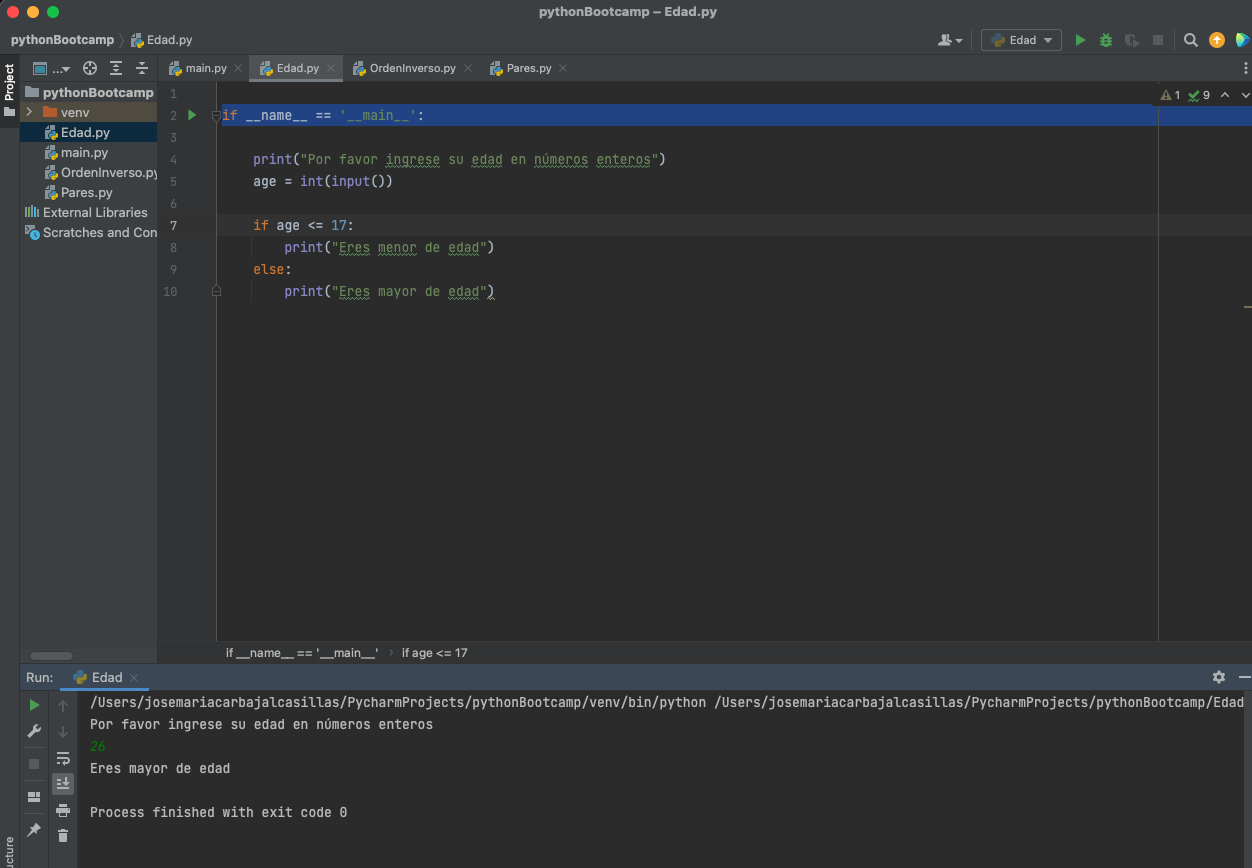 pythonBootcamp – Edad.py
pythonBootcamp 〉 Edad.py
Edad
Project
... main.py Edad.py OrdenInverso.py Pares.py
pythonBootcamp
venv
Edad.py
main.py
OrdenInverso.py
Pares.py
External Libraries
Scratches and Con
1
2 if __name__ == '__main__':
3
4 print("Por favor ingrese su edad en números enteros")
5 age = int(input())
6
7 if age <= 17:
8 print("Eres menor de edad")
9 else:
10 print("Eres mayor de edad")
1 9
if __name__ == '__main__' › if age <= 17
Run: Edad
/Users/josemariacarbajalcasillas/PycharmProjects/pythonBootcamp/venv/bin/python /Users/josemariacarbajalcasillas/PycharmProjects/pythonBootcamp/Edad
Por favor ingrese su edad en números enteros
26
Eres mayor de edad
Process finished with exit code 0
ucture